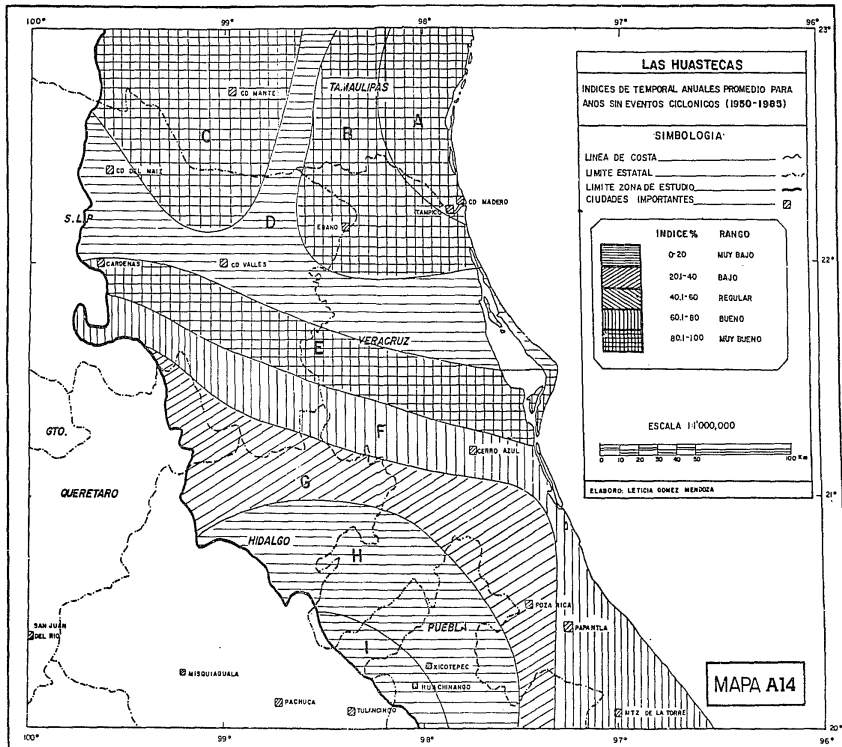 100°
99°
98°
97°
96°
23°
LAS HUASTECAS
INDICES DE TEMPORAL ANUALES PROMEDIO PARA
AÑOS SIN EVENTOS CICLONICOS (1950-1985)
SIMBOLOGIA
LINEA DE COSTA
LIMITE ESTATAL
LIMITE ZONA DE ESTUDIO
CIUDADES IMPORTANTES
INDICE % RANGO
0-20 MUY BAJO
20.1-40 BAJO
40.1-60 REGULAR
60.1-80 BUENO
80.1-100 MUY BUENO
ESCALA 1:1'000,000
0 10 20 30 40 50 100 Km
ELABORO: LETICIA GOMEZ MENDOZA
TAMAULIPAS
CD MANTE
A
B
C
CD DEL MAIZ
CD MADERO
TAMPICO
S.L.P.
D
EBANO
CARDENAS
CD VALLES
22°
E
VERACRUZ
GTO.
F
CERRO AZUL
QUERETARO
G
21°
HIDALGO
H
POZA RICA
SAN JUAN
DEL RIO
PUEBLA
PAPANTLA
I
XICOTEPEC
MISQUIAGUALA
HUACHINANGO
PACHUCA
TULANCINGO
MTZ DE LA TORRE
MAPA A14
100°
99°
98°
97°
96°
20°